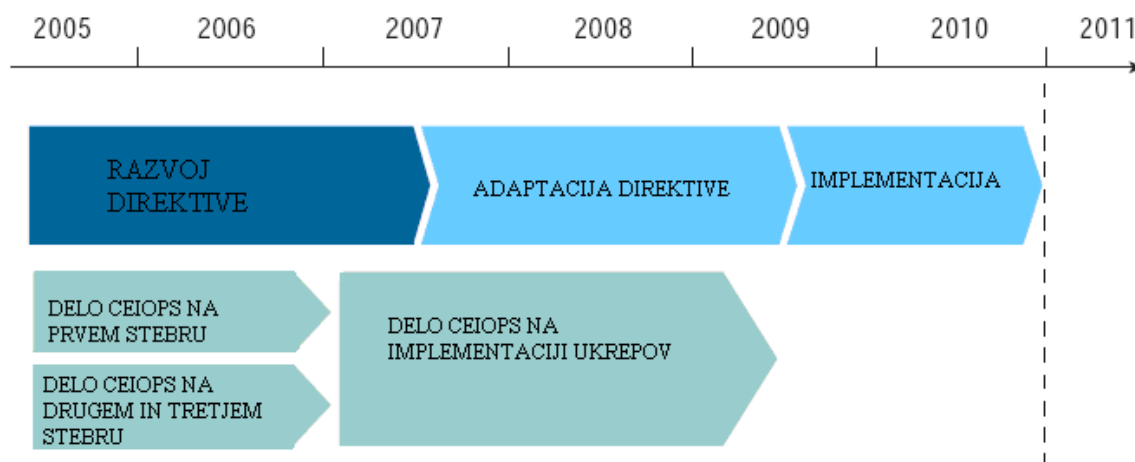 2005 2006 2007 2008 2009 2010 2011
RAZVOJ
DIREKTIVE
ADAPTACIJA DIREKTIVE
IMPLEMENTACIJA
DELO CEIOPS NA
PRVEM STEBRU
DELO CEIOPS NA
IMPLEMENTACIJI UKREPOV
DELO CEIOPS NA
DRUGEM IN TRETJEM
STEBRU